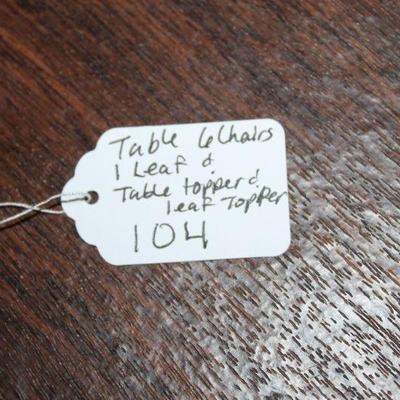 Table 6 Chairs
1 Leaf &
Table topper &
leaf Topper
104